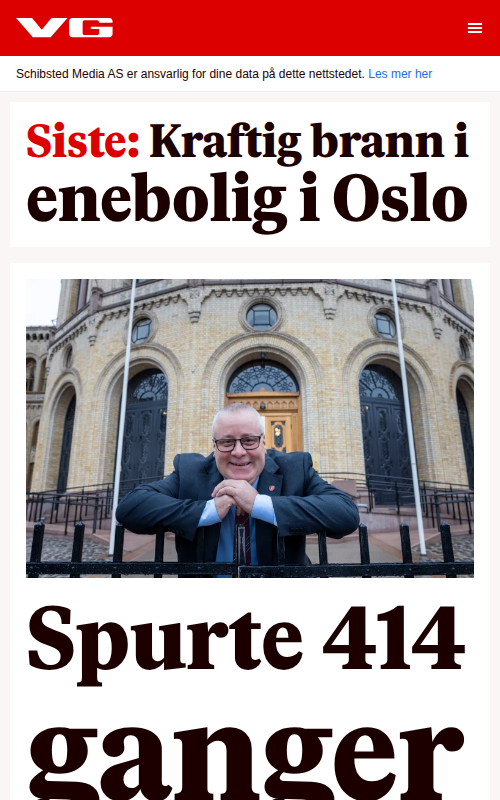 VG
Schibsted Media AS er ansvarlig for dine data på dette nettstedet. Les mer her
Siste: Kraftig brann i
enebolig i Oslo
Spurte 414
ganger